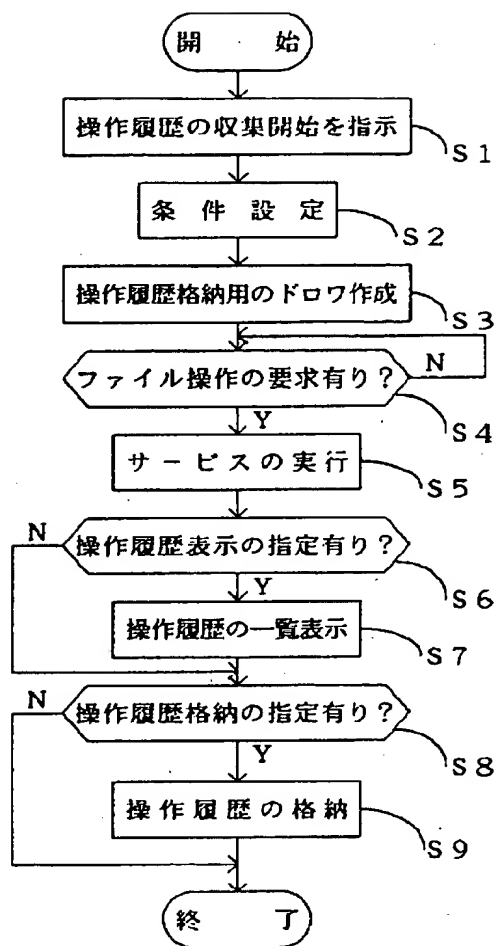 開 始
操作履歴の収集開始を指示
S1
条件設定
S2
操作履歴格納用のドロワ作成
S3
ファイル操作の要求有り?
N
S4
Y
サービスの実行
S5
N
操作履歴表示の指定有り?
S6
Y
操作履歴の一覧表示
S7
N
操作履歴格納の指定有り?
S8
Y
操作履歴の格納
S9
終 了